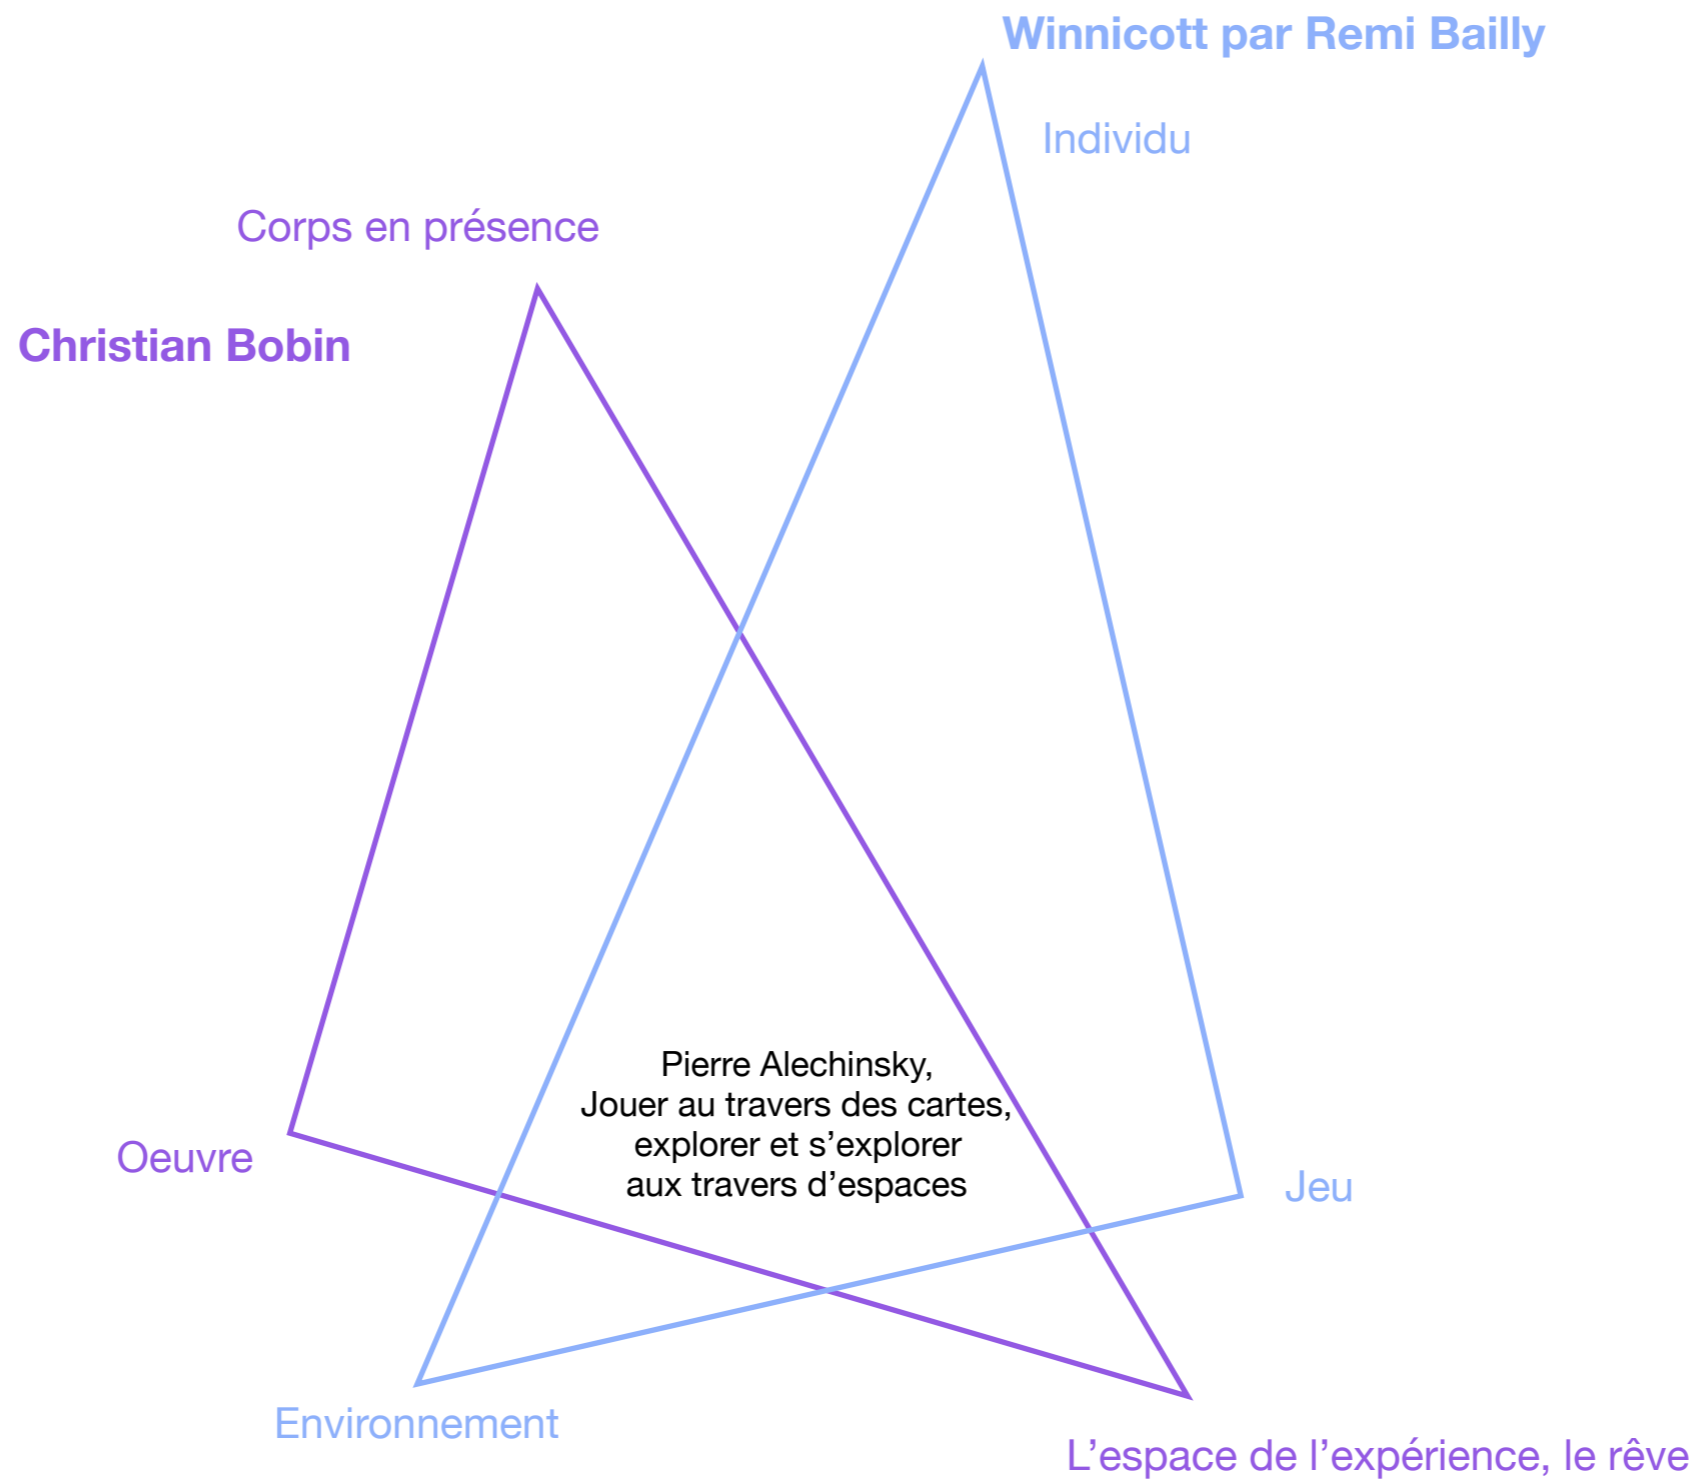 Winnicott par Remi Bailly
Individu
Corps en présence
Christian Bobin
Pierre Alechinsky,
Jouer au travers des cartes,
explorer et s’explorer
aux travers d’espaces
Oeuvre
Jeu
Environnement
L’espace de l’expérience, le rêve